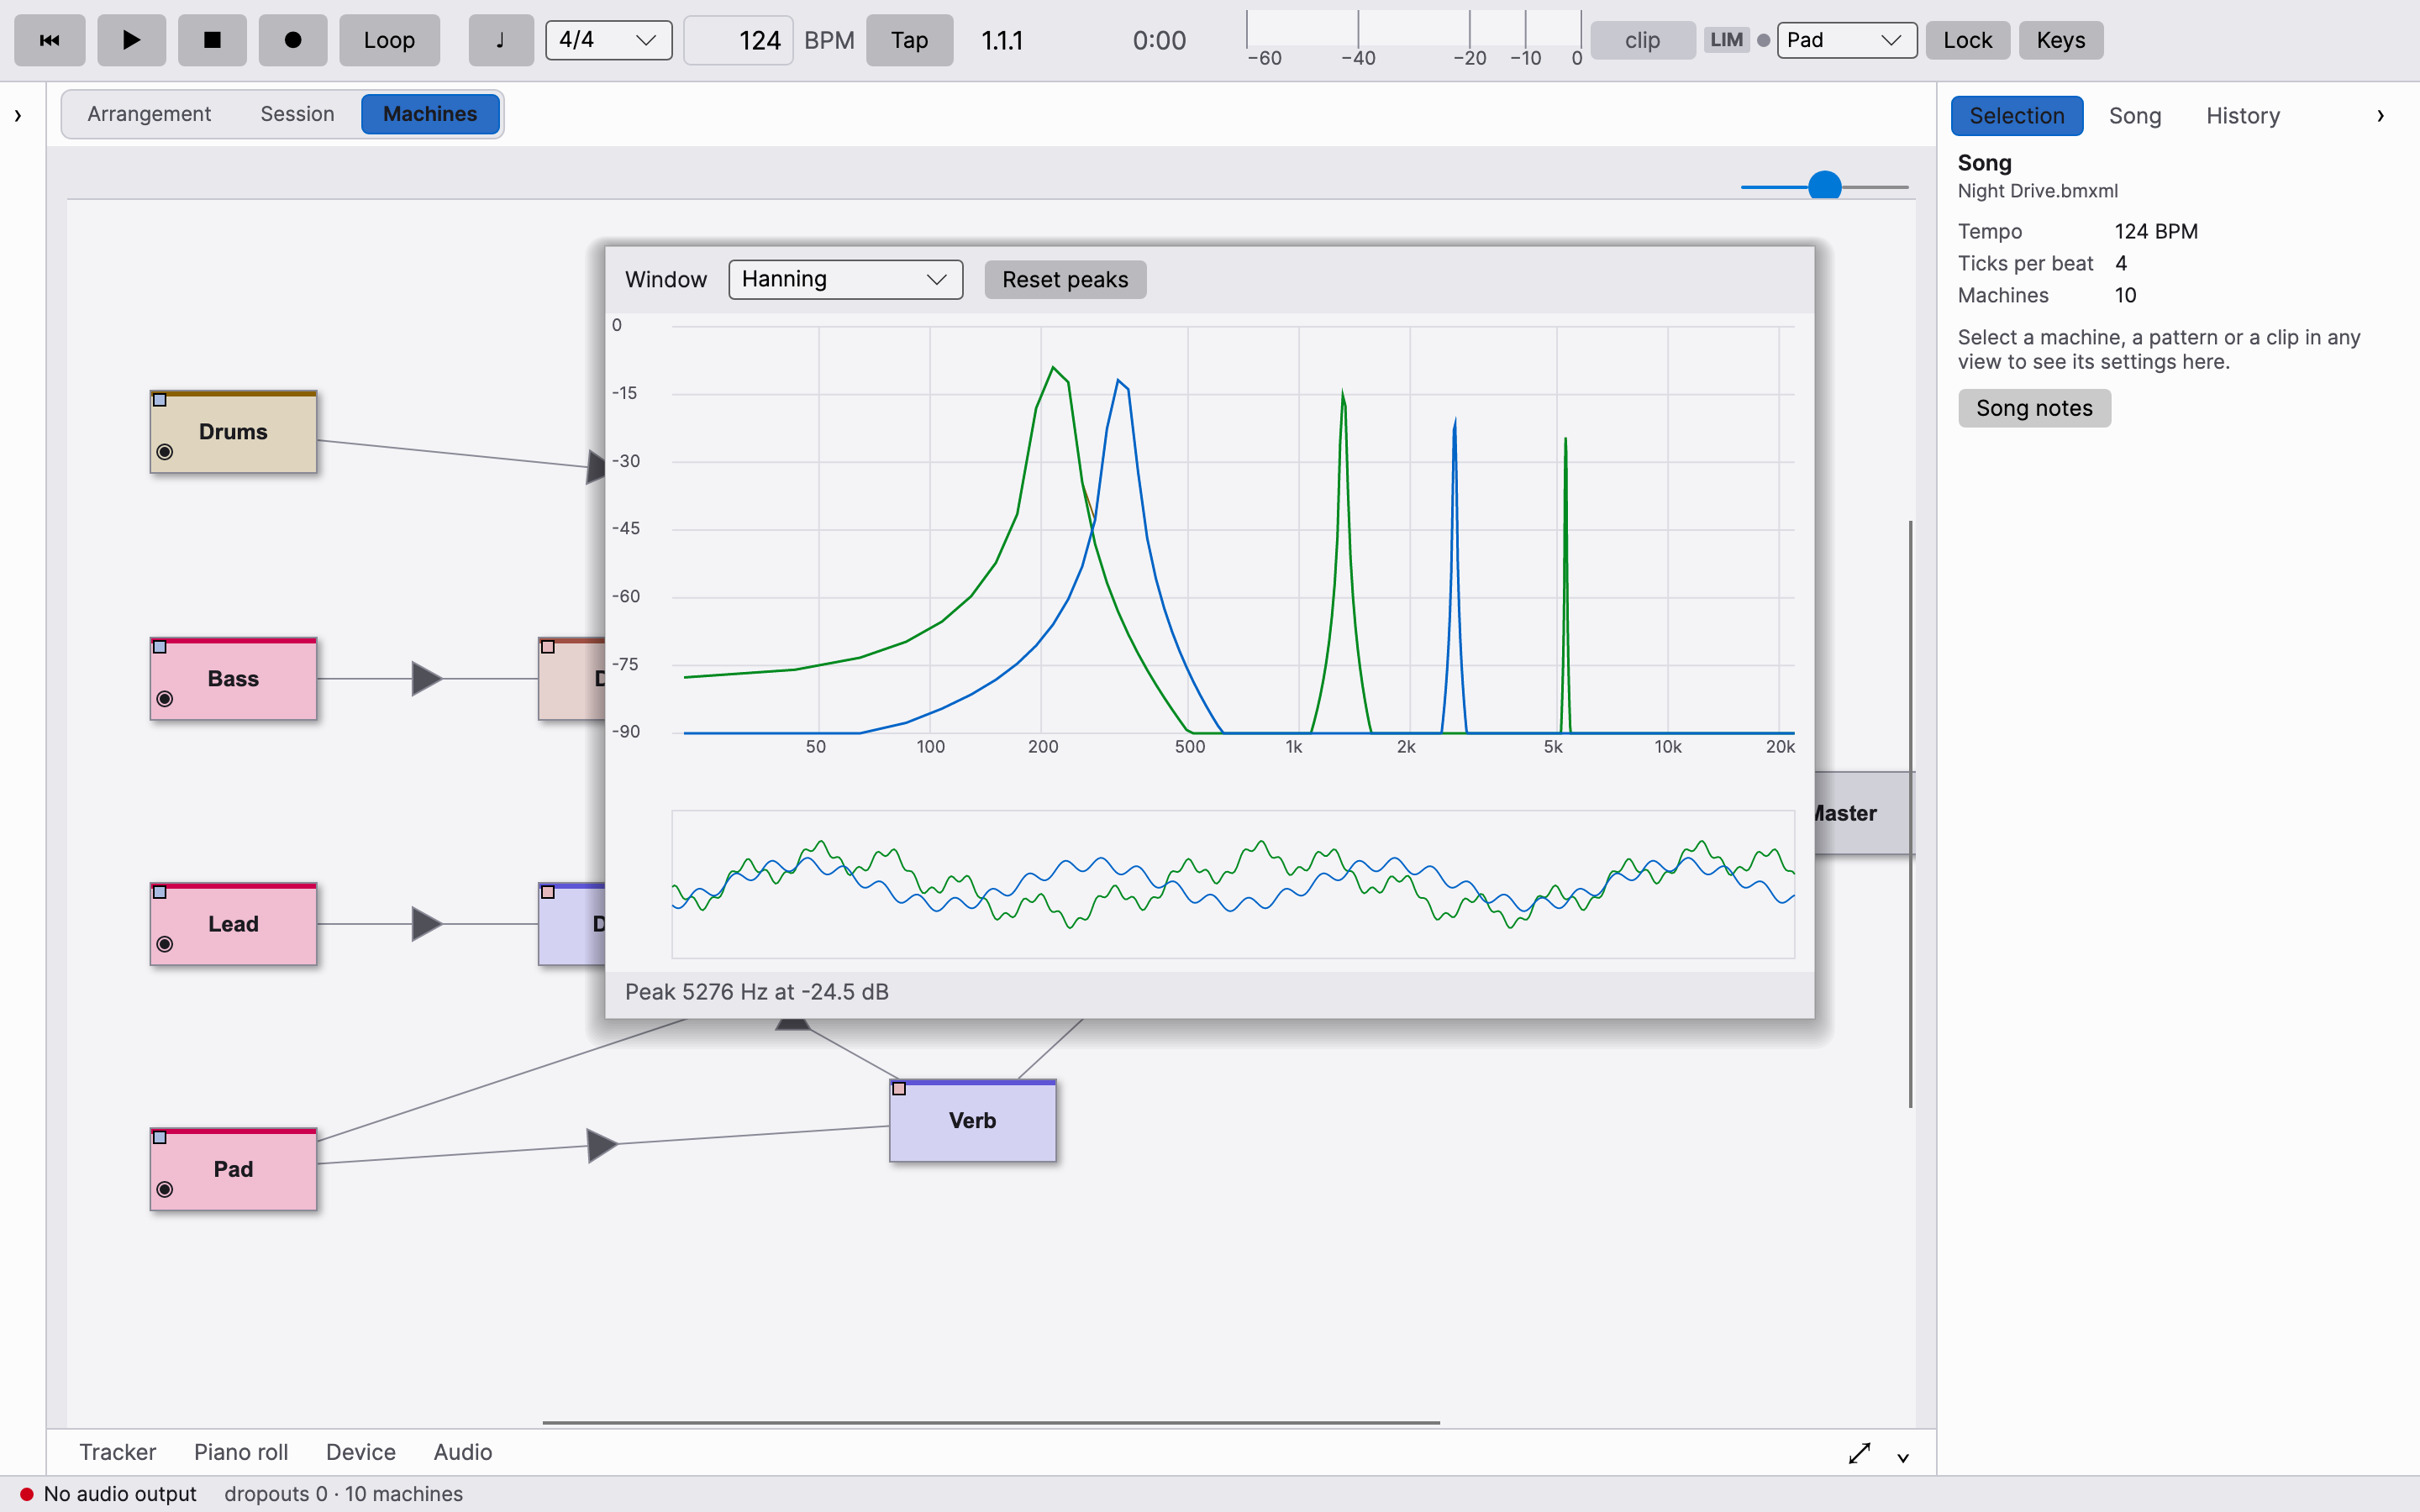 Loop
4/4
124 BPM
Tap
1.1.1
0:00
−60 −40 −20 −10 0
clip
LIM
Pad
Lock
Keys
Arrangement Session Machines
Selection Song History
Song
Night Drive.bmxml
Tempo 124 BPM
Ticks per beat 4
Machines 10
Select a machine, a pattern or a clip in any
view to see its settings here.
Song notes
Window Hanning Reset peaks
0
-15
-30
-45
-60
-75
-90
50 100 200 500 1k 2k 5k 10k 20k
Peak 5276 Hz at -24.5 dB
Drums
Bass
Lead
Pad
Verb
Master
Tracker Piano roll Device Audio
No audio output dropouts 0 · 10 machines